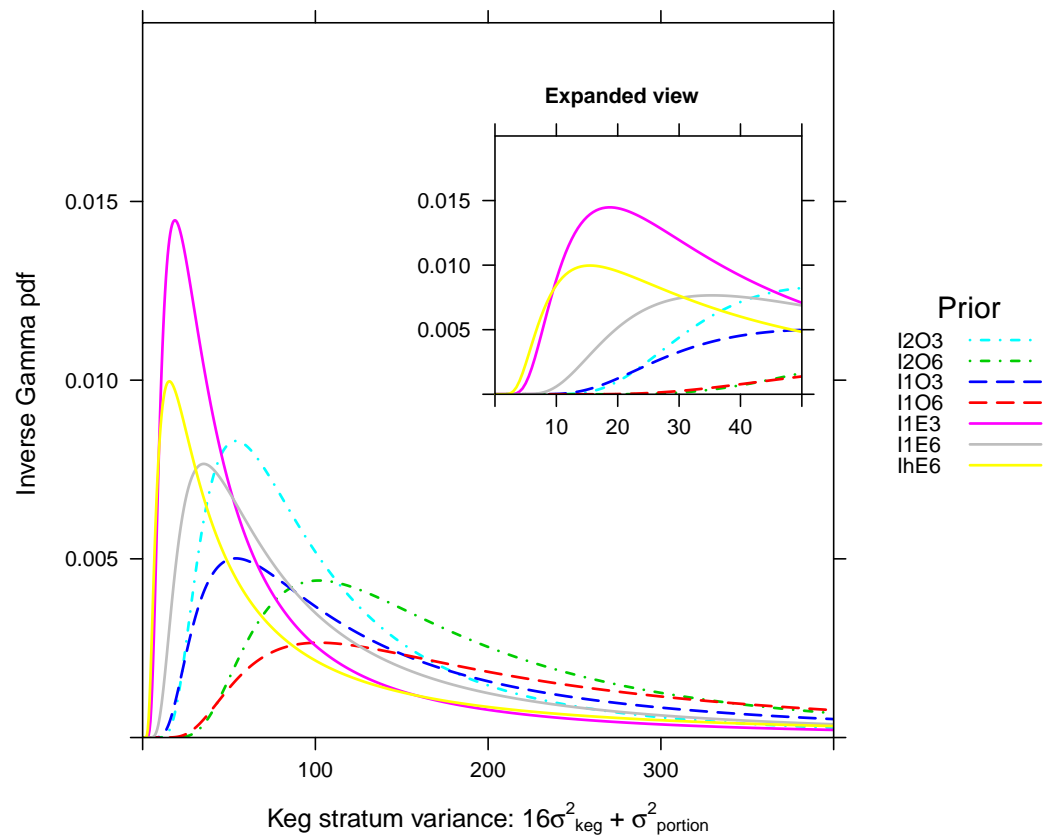 Expanded view
0.015
0.010
0.005
10 20 30 40
0.015
0.010
0.005
100 200 300
Inverse Gamma pdf
Keg stratum variance: 16σ²keg + σ²portion
Prior
I2O3
I2O6
I1O3
I1O6
I1E3
I1E6
IhE6